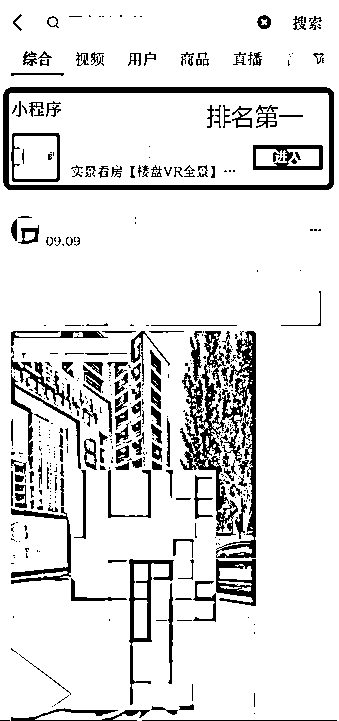 搜索
综合 视频 用户 商品 直播
小程序
排名第一
进入
实景看房【楼盘VR全景】…
09.09
…